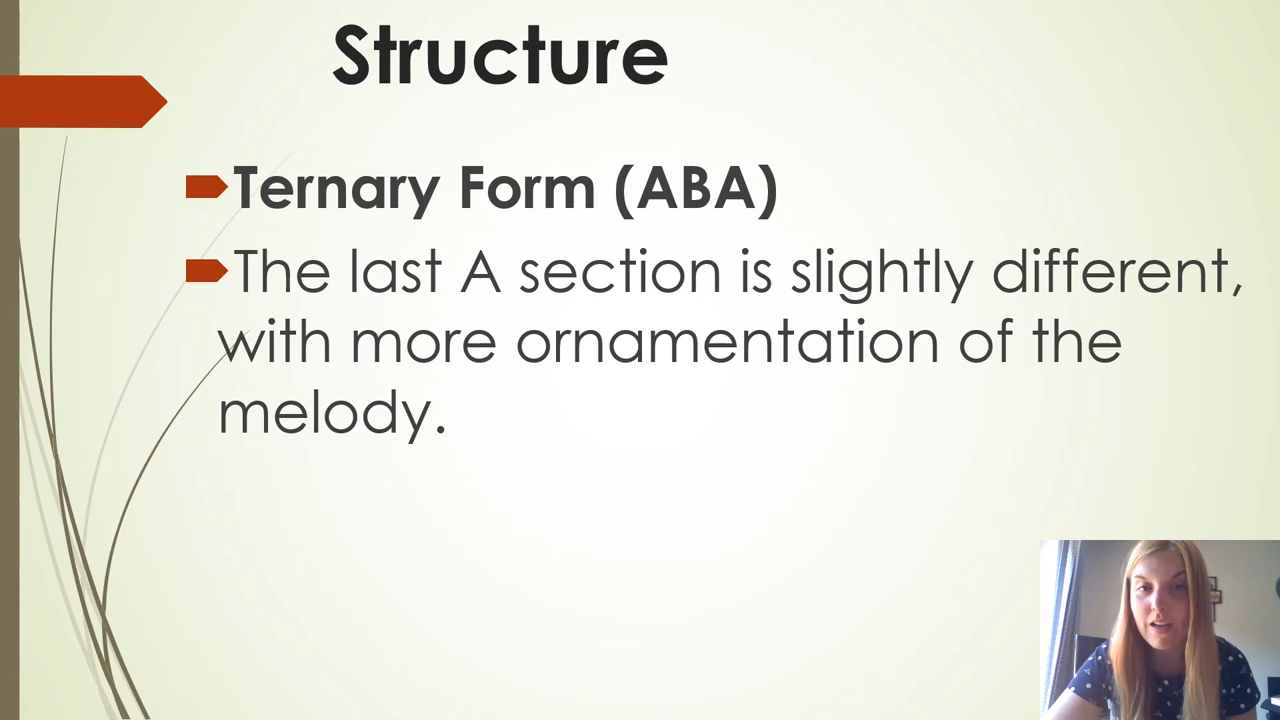 Structure
Ternary Form (ABA)
The last A section is slightly different,
with more ornamentation of the
melody.